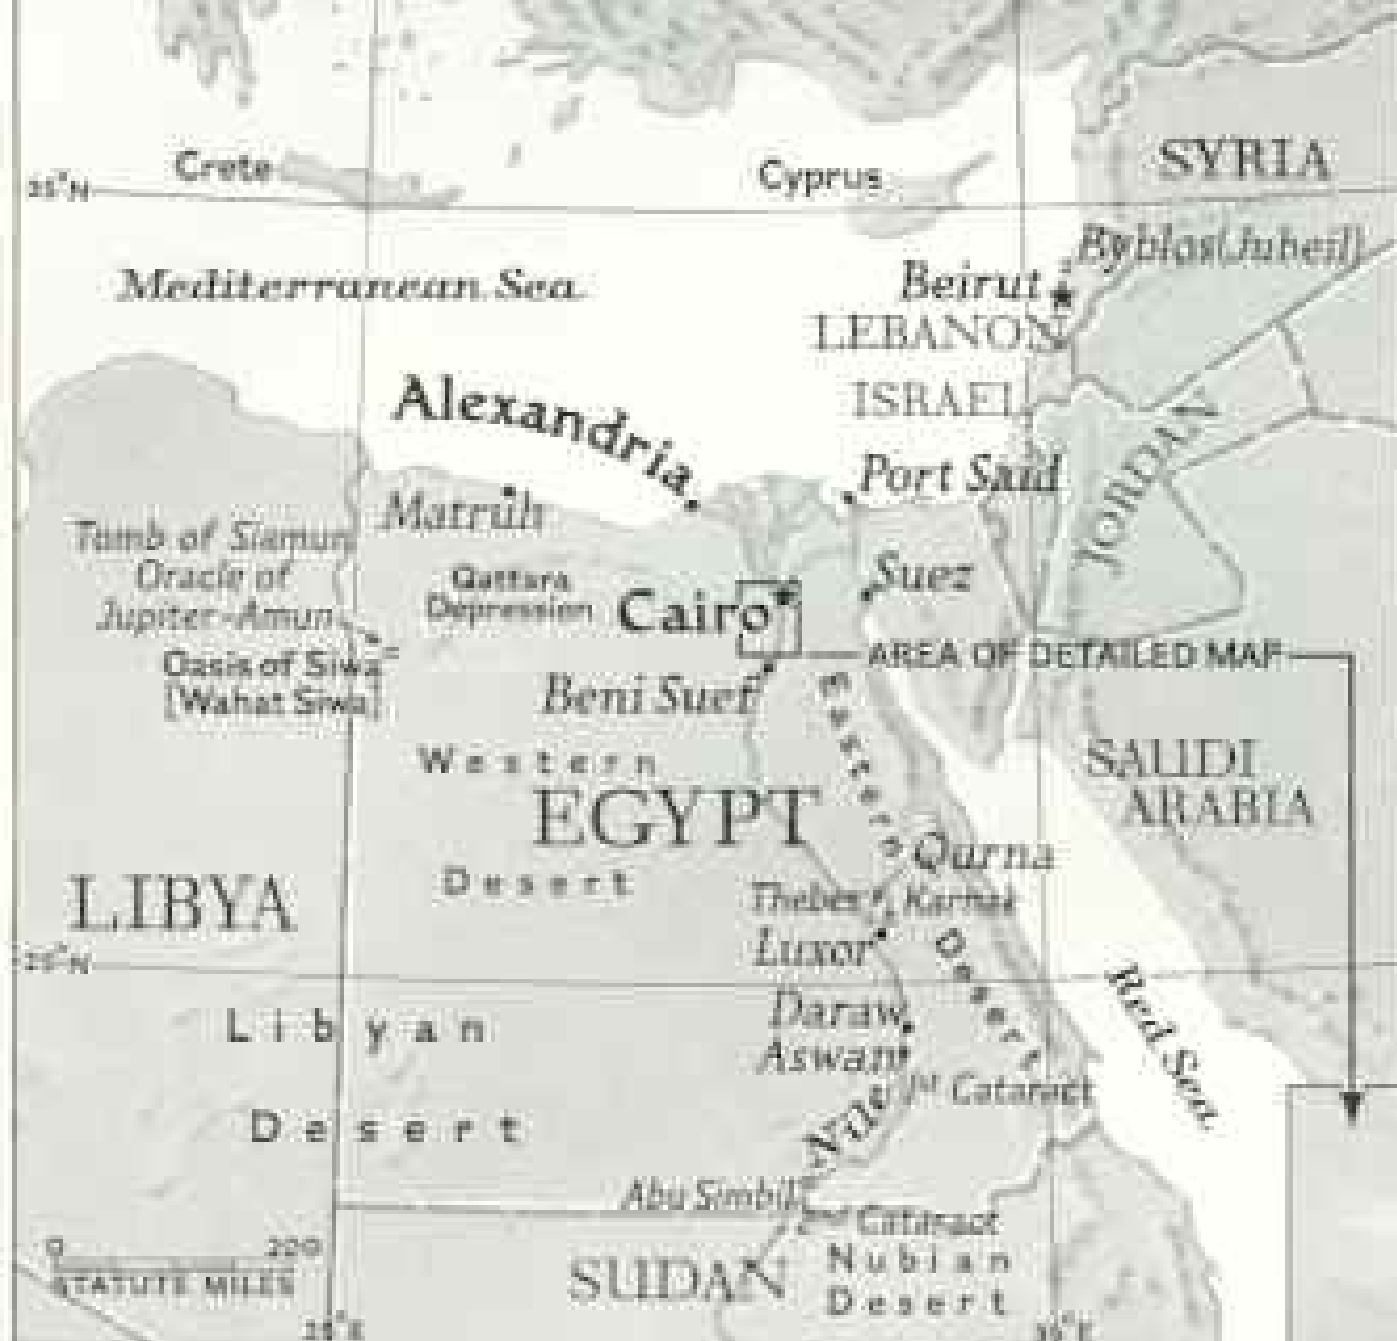 Crete
Cyprus
SYRIA
35°N
Byblos (Jubeil)
Mediterranean Sea
Beirut
LEBANON
Alexandria
ISRAEL
Port Said
JORDAN
Matruh
Tomb of Siamun
Oracle of
Jupiter-Amun
Qattara
Depression
Cairo
Suez
Oasis of Siwa
[Wahat Siwa]
AREA OF DETAILED MAP
Beni Suef
Western
Desert
Eastern
Desert
EGYPT
SAUDI
ARABIA
Qurna
LIBYA
Thebes
Karnak
Luxor
25°N
Red Sea
Libyan
Desert
Daraw
Aswan
1st Cataract
Nile
Abu Simbil
2nd Cataract
0 200
STATUTE MILES
SUDAN
Nubian
Desert
25°E
35°E